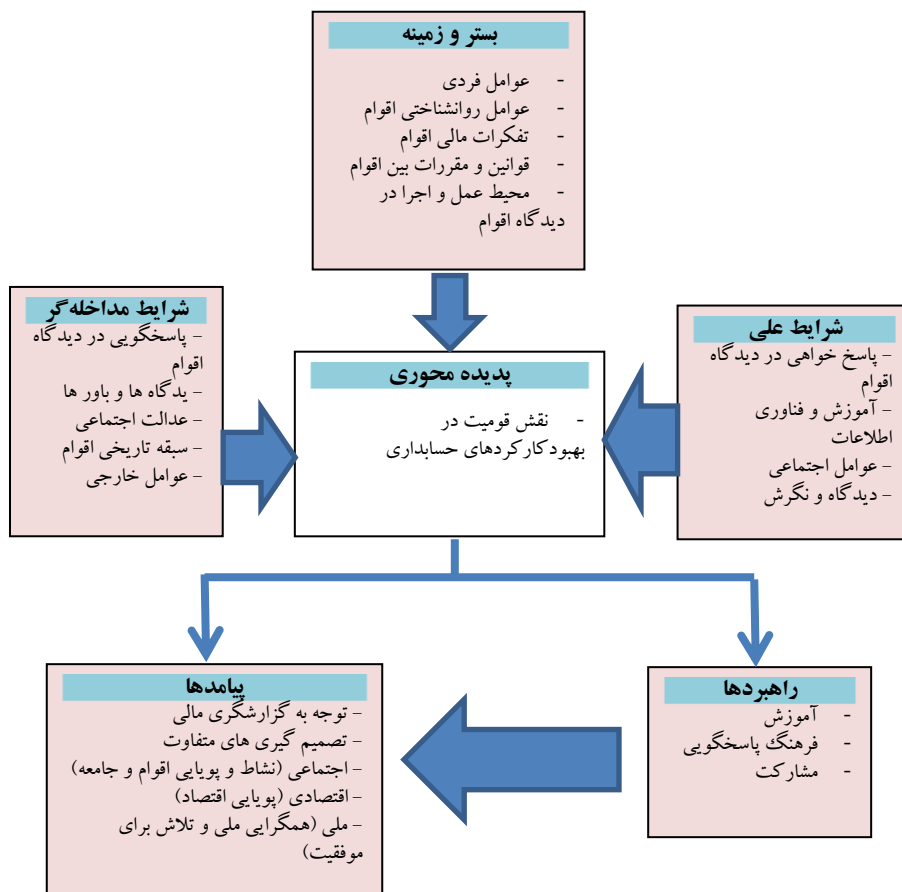 بستر و زمینه
- عوامل فردی
- عوامل روانشناختی اقوام
- تفکرات مالی اقوام
- قوانین و مقررات بین اقوام
- محیط عمل و اجرا در
دیدگاه اقوام
شرایط علی
- پاسخ خواهی در دیدگاه
اقوام
- آموزش و فناوری
اطلاعات
- عوامل اجتماعی
- دیدگاه و نگرش
پدیده محوری
- نقش قومیت در
بهبودکارکردهای حسابداری
شرایط مداخله‌گر
- پاسخگویی در دیدگاه
اقوام
- یدگاه ها و باور ها
- عدالت اجتماعی
- سبقه تاریخی اقوام
- عوامل خارجی
راهبردها
- آموزش
- فرهنگ پاسخگویی
- مشارکت
پیامدها
- توجه به گزارشگری مالی
- تصمیم گیری های متفاوت
- اجتماعی (نشاط و پویایی اقوام و جامعه)
- اقتصادی (پویایی اقتصاد)
- ملی (همگرایی ملی و تلاش برای
موفقیت)